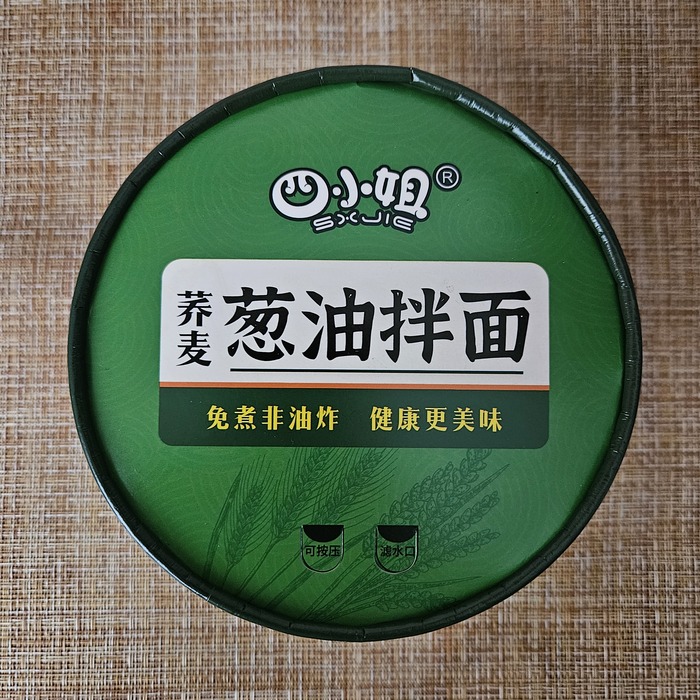 四小姐®
SXJIE
荞麦 葱油拌面
免煮非油炸 健康更美味
可按压 滤水口